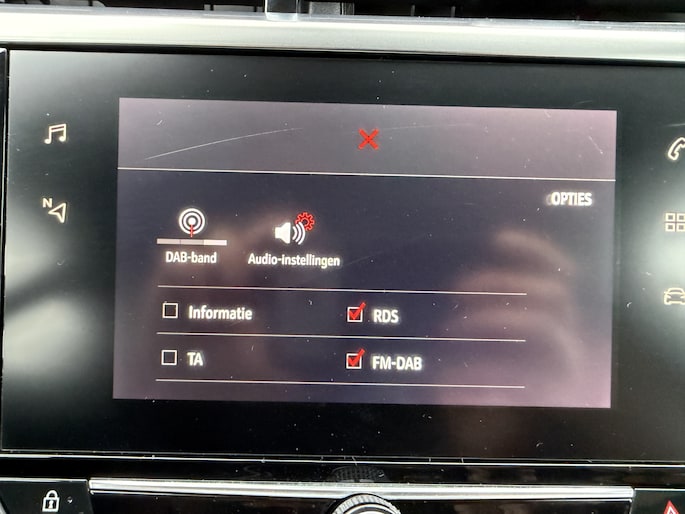 N
OPTIES
DAB-band
Audio-instellingen
Informatie
RDS
TA
FM-DAB